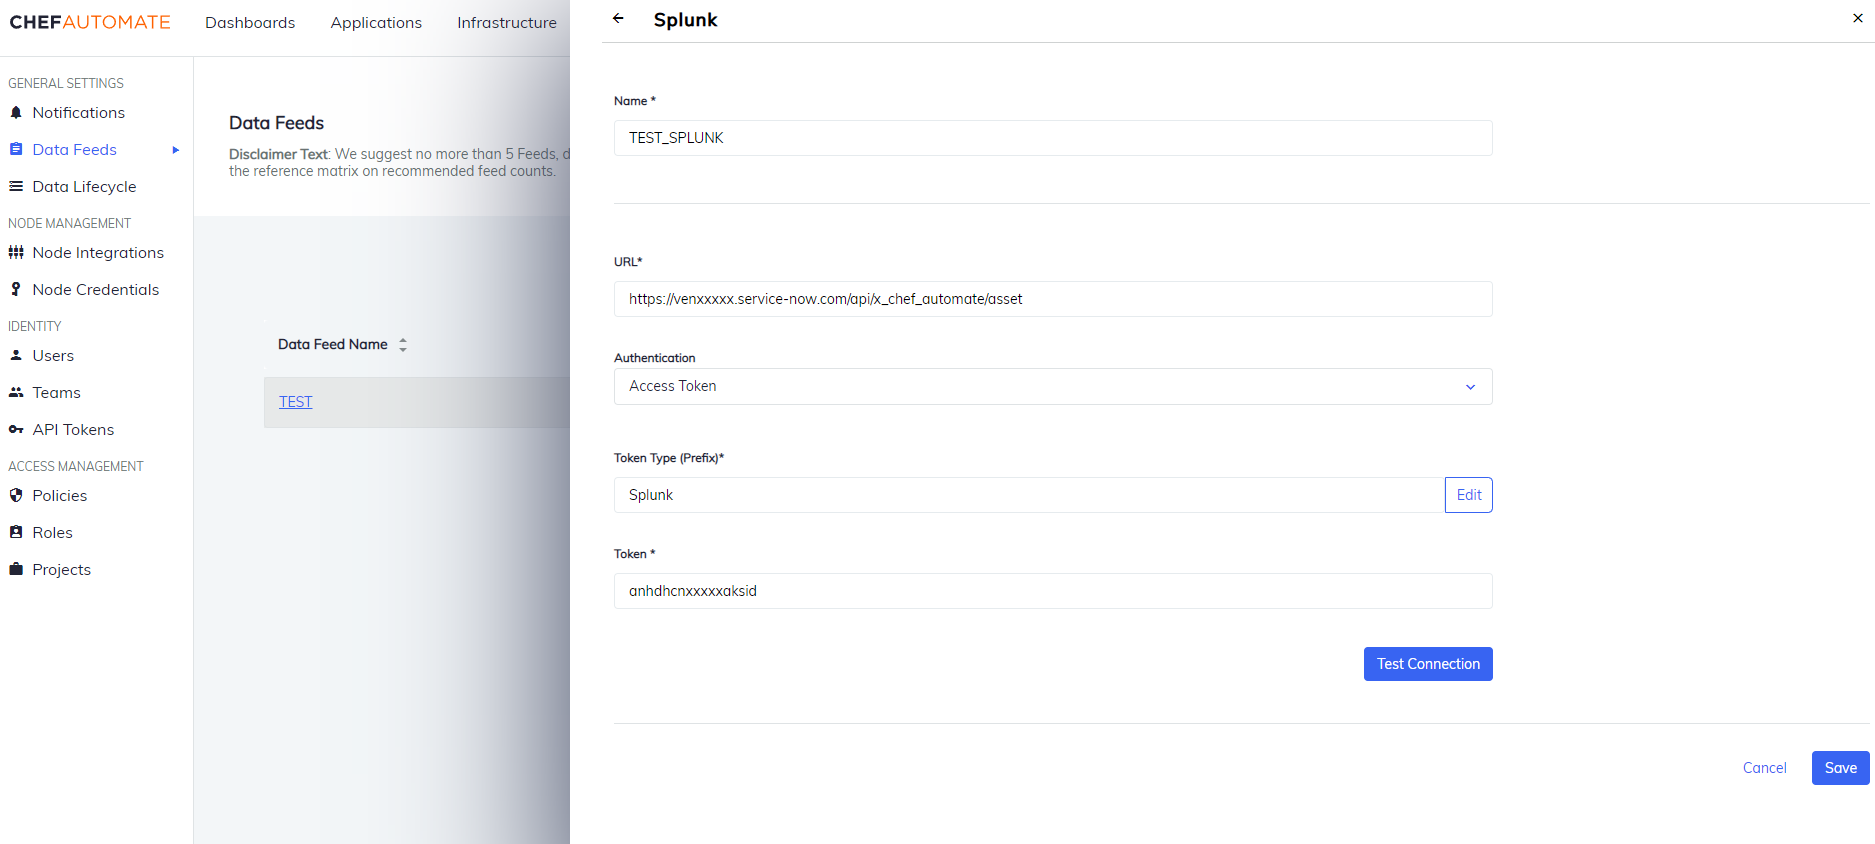 CHEFAUTOMATE
Dashboards
Applications
Infrastructure
GENERAL SETTINGS
Notifications
Data Feeds
Data Lifecycle
NODE MANAGEMENT
Node Integrations
Node Credentials
IDENTITY
Users
Teams
API Tokens
ACCESS MANAGEMENT
Policies
Roles
Projects
Data Feeds
Disclaimer Text: We suggest no more than 5 Feeds, d
the reference matrix on recommended feed counts.
Data Feed Name
TEST
Splunk
Name *
TEST_SPLUNK
URL*
https://venxxxxx.service-now.com/api/x_chef_automate/asset
Authentication
Access Token
Token Type (Prefix)*
Splunk
Edit
Token *
anhdhcnxxxxxaksid
Test Connection
Cancel
Save